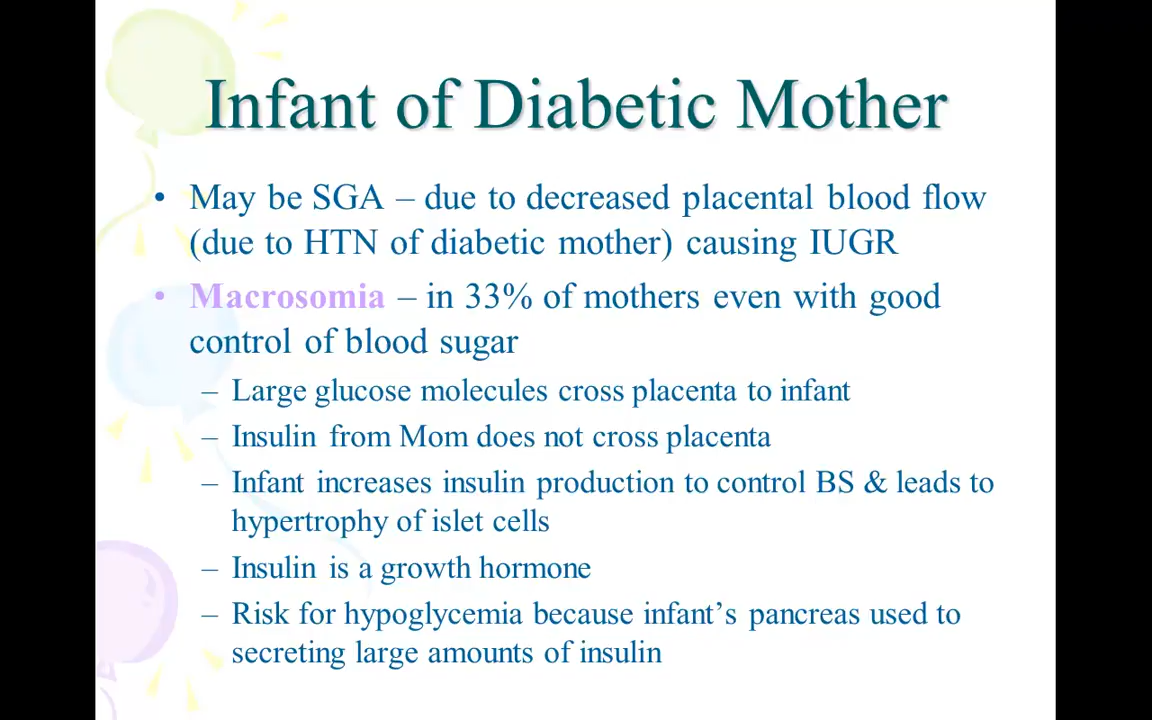 Infant of Diabetic Mother
• May be SGA – due to decreased placental blood flow
(due to HTN of diabetic mother) causing IUGR
• Macrosomia – in 33% of mothers even with good
control of blood sugar
– Large glucose molecules cross placenta to infant
– Insulin from Mom does not cross placenta
– Infant increases insulin production to control BS & leads to
hypertrophy of islet cells
– Insulin is a growth hormone
– Risk for hypoglycemia because infant’s pancreas used to
secreting large amounts of insulin